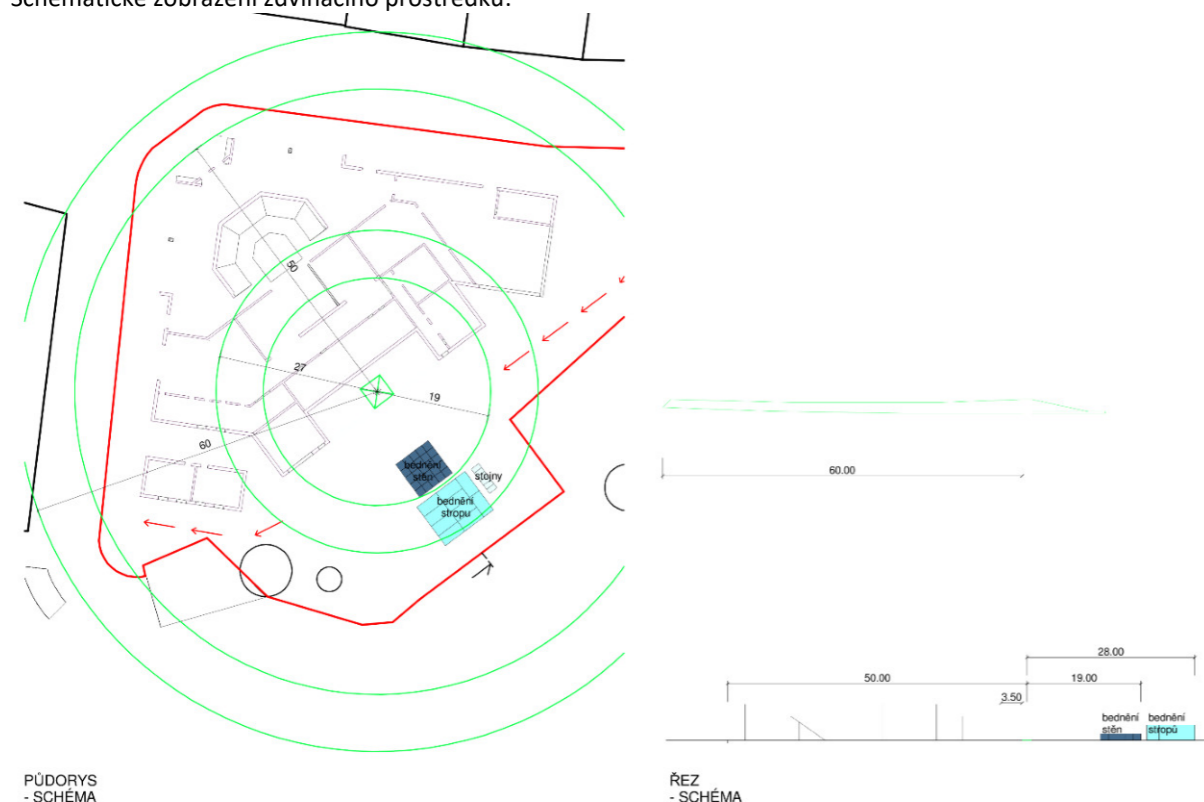 Schématické zobrazení zdvihacího prostředku:
50
27
19
60
bednění
stěn
stojny
bednění
stropu
PŮDORYS
- SCHÉMA
60.00
28.00
50.00
19.00
3.50
bednění
stěn
bednění
stropů
ŘEZ
- SCHÉMA